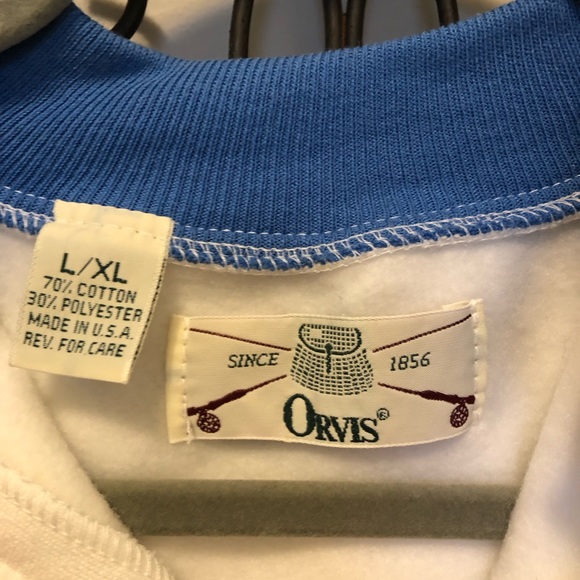 L/XL
70% COTTON
30% POLYESTER
MADE IN U.S.A.
REV. FOR CARE
SINCE 1856
ORVIS®